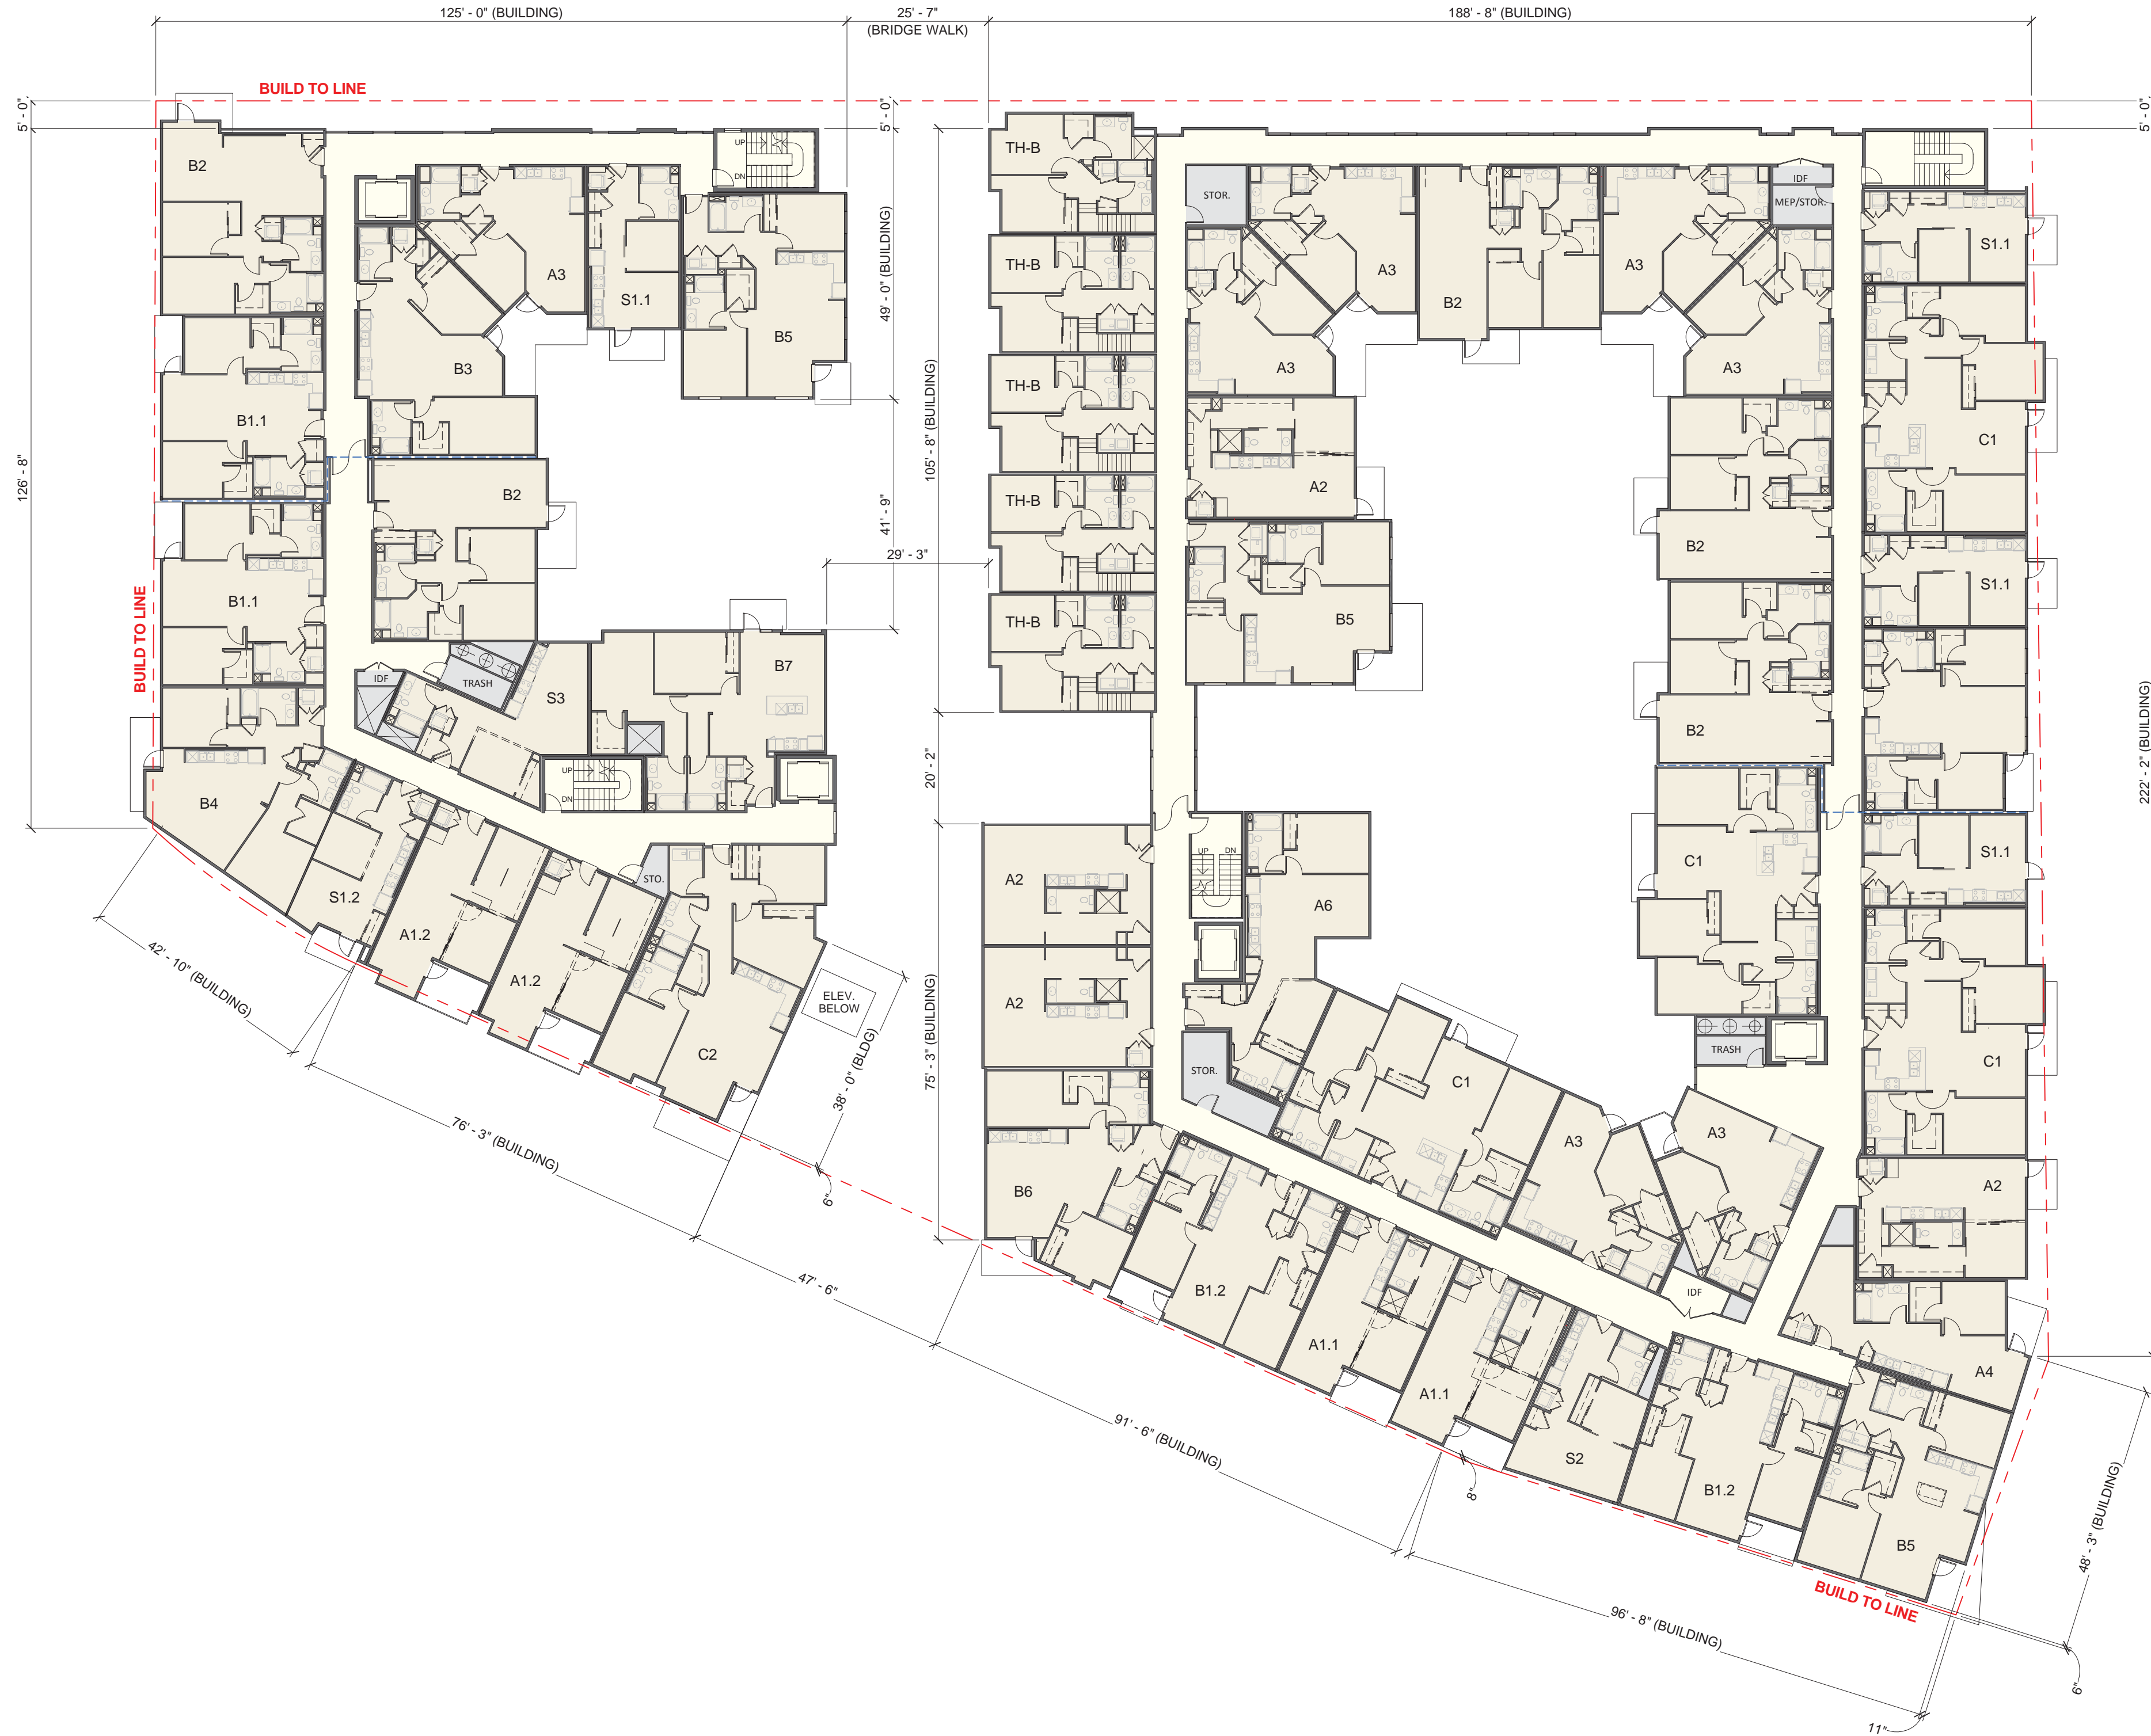 125' - 0" (BUILDING)
25' - 7"
(BRIDGE WALK)
188' - 8" (BUILDING)
BUILD TO LINE
5' - 0"
5' - 0"
5' - 0"
126' - 8"
BUILD TO LINE
B2
UP
DN
A3
S1.1
B5
B3
B1.1
B2
B1.1
IDF
TRASH
S3
B7
UP
DN
B4
S1.2
A1.2
A1.2
STO.
C2
ELEV.
BELOW
49' - 0" (BUILDING)
41' - 9"
29' - 3"
105' - 8" (BUILDING)
20' - 2"
75' - 3" (BUILDING)
42' - 10" (BUILDING)
76' - 3" (BUILDING)
38' - 0" (BLDG)
6"
47' - 6"
TH-B
TH-B
TH-B
TH-B
TH-B
STOR.
A3
A3
B2
A3
A3
IDF
MEP/STOR.
S1.1
C1
A2
B5
B2
S1.1
B2
UP
DN
A2
A6
C1
S1.1
A2
STOR.
C1
TRASH
C1
A3
A3
A2
B6
B1.2
A1.1
A1.1
IDF
S2
B1.2
A4
B5
222' - 2" (BUILDING)
91' - 6" (BUILDING)
8"
BUILD TO LINE
96' - 8" (BUILDING)
48' - 3" (BUILDING)
6"
11"